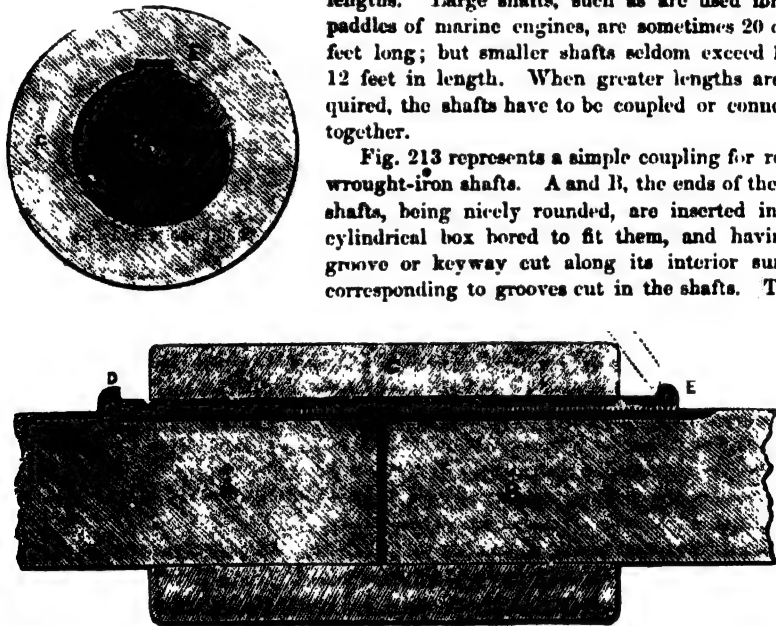 lengths. Large shafts, such as are used for
paddles of marine engines, are sometimes 20
feet long; but smaller shafts seldom exceed
12 feet in length. When greater lengths are
quired, the shafts have to be coupled or conne
together.
Fig. 213 represents a simple coupling for
wrought-iron shafts. A and B, the ends of the
shafts, being nicely rounded, are inserted in
cylindrical box bored to fit them, and havin
groove or keyway cut along its interior sur
corresponding to grooves cut in the shafts. T
E
D
C
E
A
B